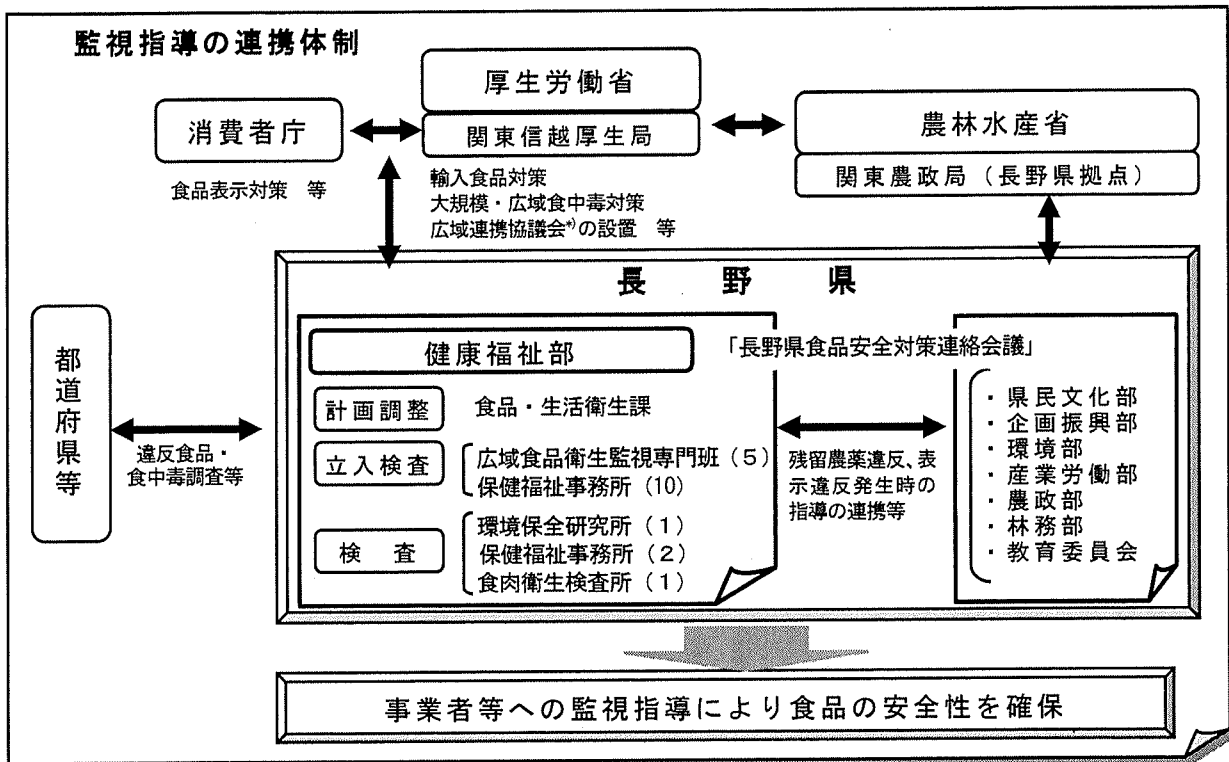 監視指導の連携体制
厚生労働省
関東信越厚生局
消費者庁
食品表示対策 等
輸入食品対策
大規模・広域食中毒対策
広域連携協議会*)の設置 等
農林水産省
関東農政局(長野県拠点)
都道府県等
違反食品・
食中毒調査等
長野県
健康福祉部
「長野県食品安全対策連絡会議」
計画調整 食品・生活衛生課
立入検査 広域食品衛生監視専門班(5)
保健福祉事務所(10)
検査 環境保全研究所(1)
保健福祉事務所(2)
食肉衛生検査所(1)
残留農薬違反、表
示違反発生時の
指導の連携等
・県民文化部
・企画振興部
・環境部
・産業労働部
・農政部
・林務部
・教育委員会
事業者等への監視指導により食品の安全性を確保